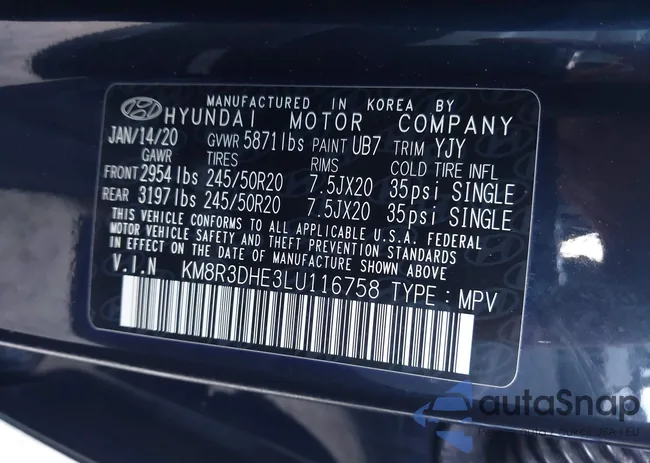 MANUFACTURED IN KOREA BY
HYUNDAI MOTOR COMPANY
JAN/14/20 GVWR 5871lbs PAINT UB7 TRIM YJY
GAWR TIRES RIMS COLD TIRE INFL
FRONT 2954 lbs 245/50R20 7.5JX20 35psi SINGLE
REAR 3197 lbs 245/50R20 7.5JX20 35psi SINGLE
THIS VEHICLE CONFORMS TO ALL APPLICABLE U.S.A. FEDERAL
MOTOR VEHICLE SAFETY AND THEFT PREVENTION STANDARDS
IN EFFECT ON THE DATE OF MANUFACTURE SHOWN ABOVE
V.I.N KM8R3DHE3LU116758 TYPE : MPV
autaSnap